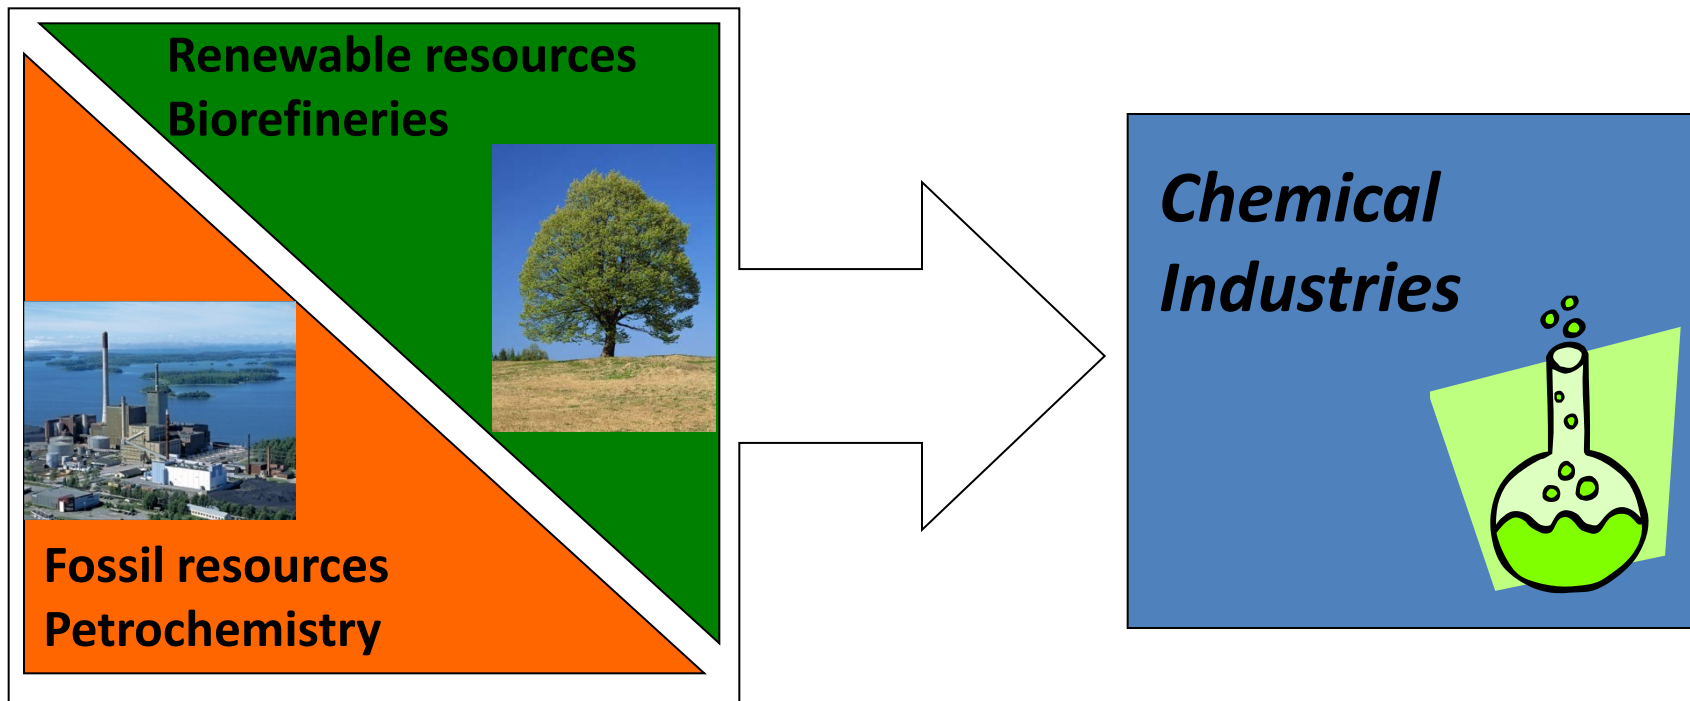 Renewable resources
Biorefineries
Fossil resources
Petrochemistry
Chemical
Industries